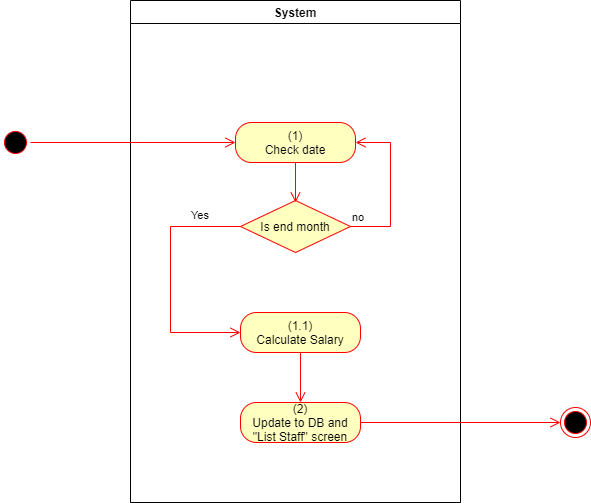 System
(1)
Check date
Is end month
Yes
no
(1.1)
Calculate Salary
(2)
Update to DB and
"List Staff" screen